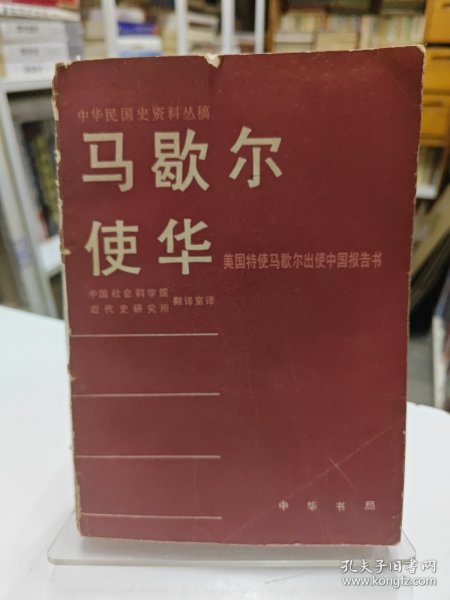 中华民国史资料丛稿
马歇尔
使华
美国特使马歇尔出使中国报告书
中国社会科学院
近代史研究所
翻译室译
中华书局
孔夫子旧书网
www.kongfz.com